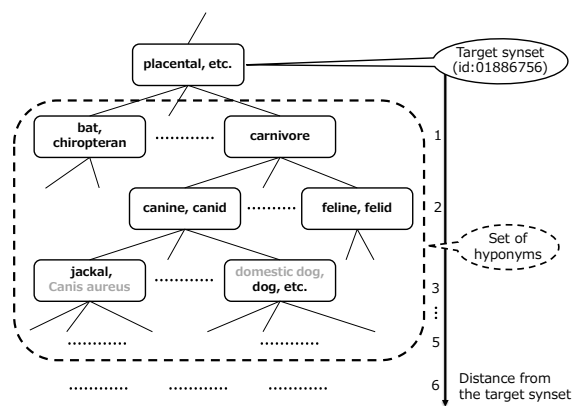 placental, etc.
Target synset
(id:01886756)
bat,
chiropteran
carnivore
1
canine, canid
feline, felid
2
Set of
hyponyms
jackal,
Canis aureus
domestic dog,
dog, etc.
3
5
6
Distance from
the target synset